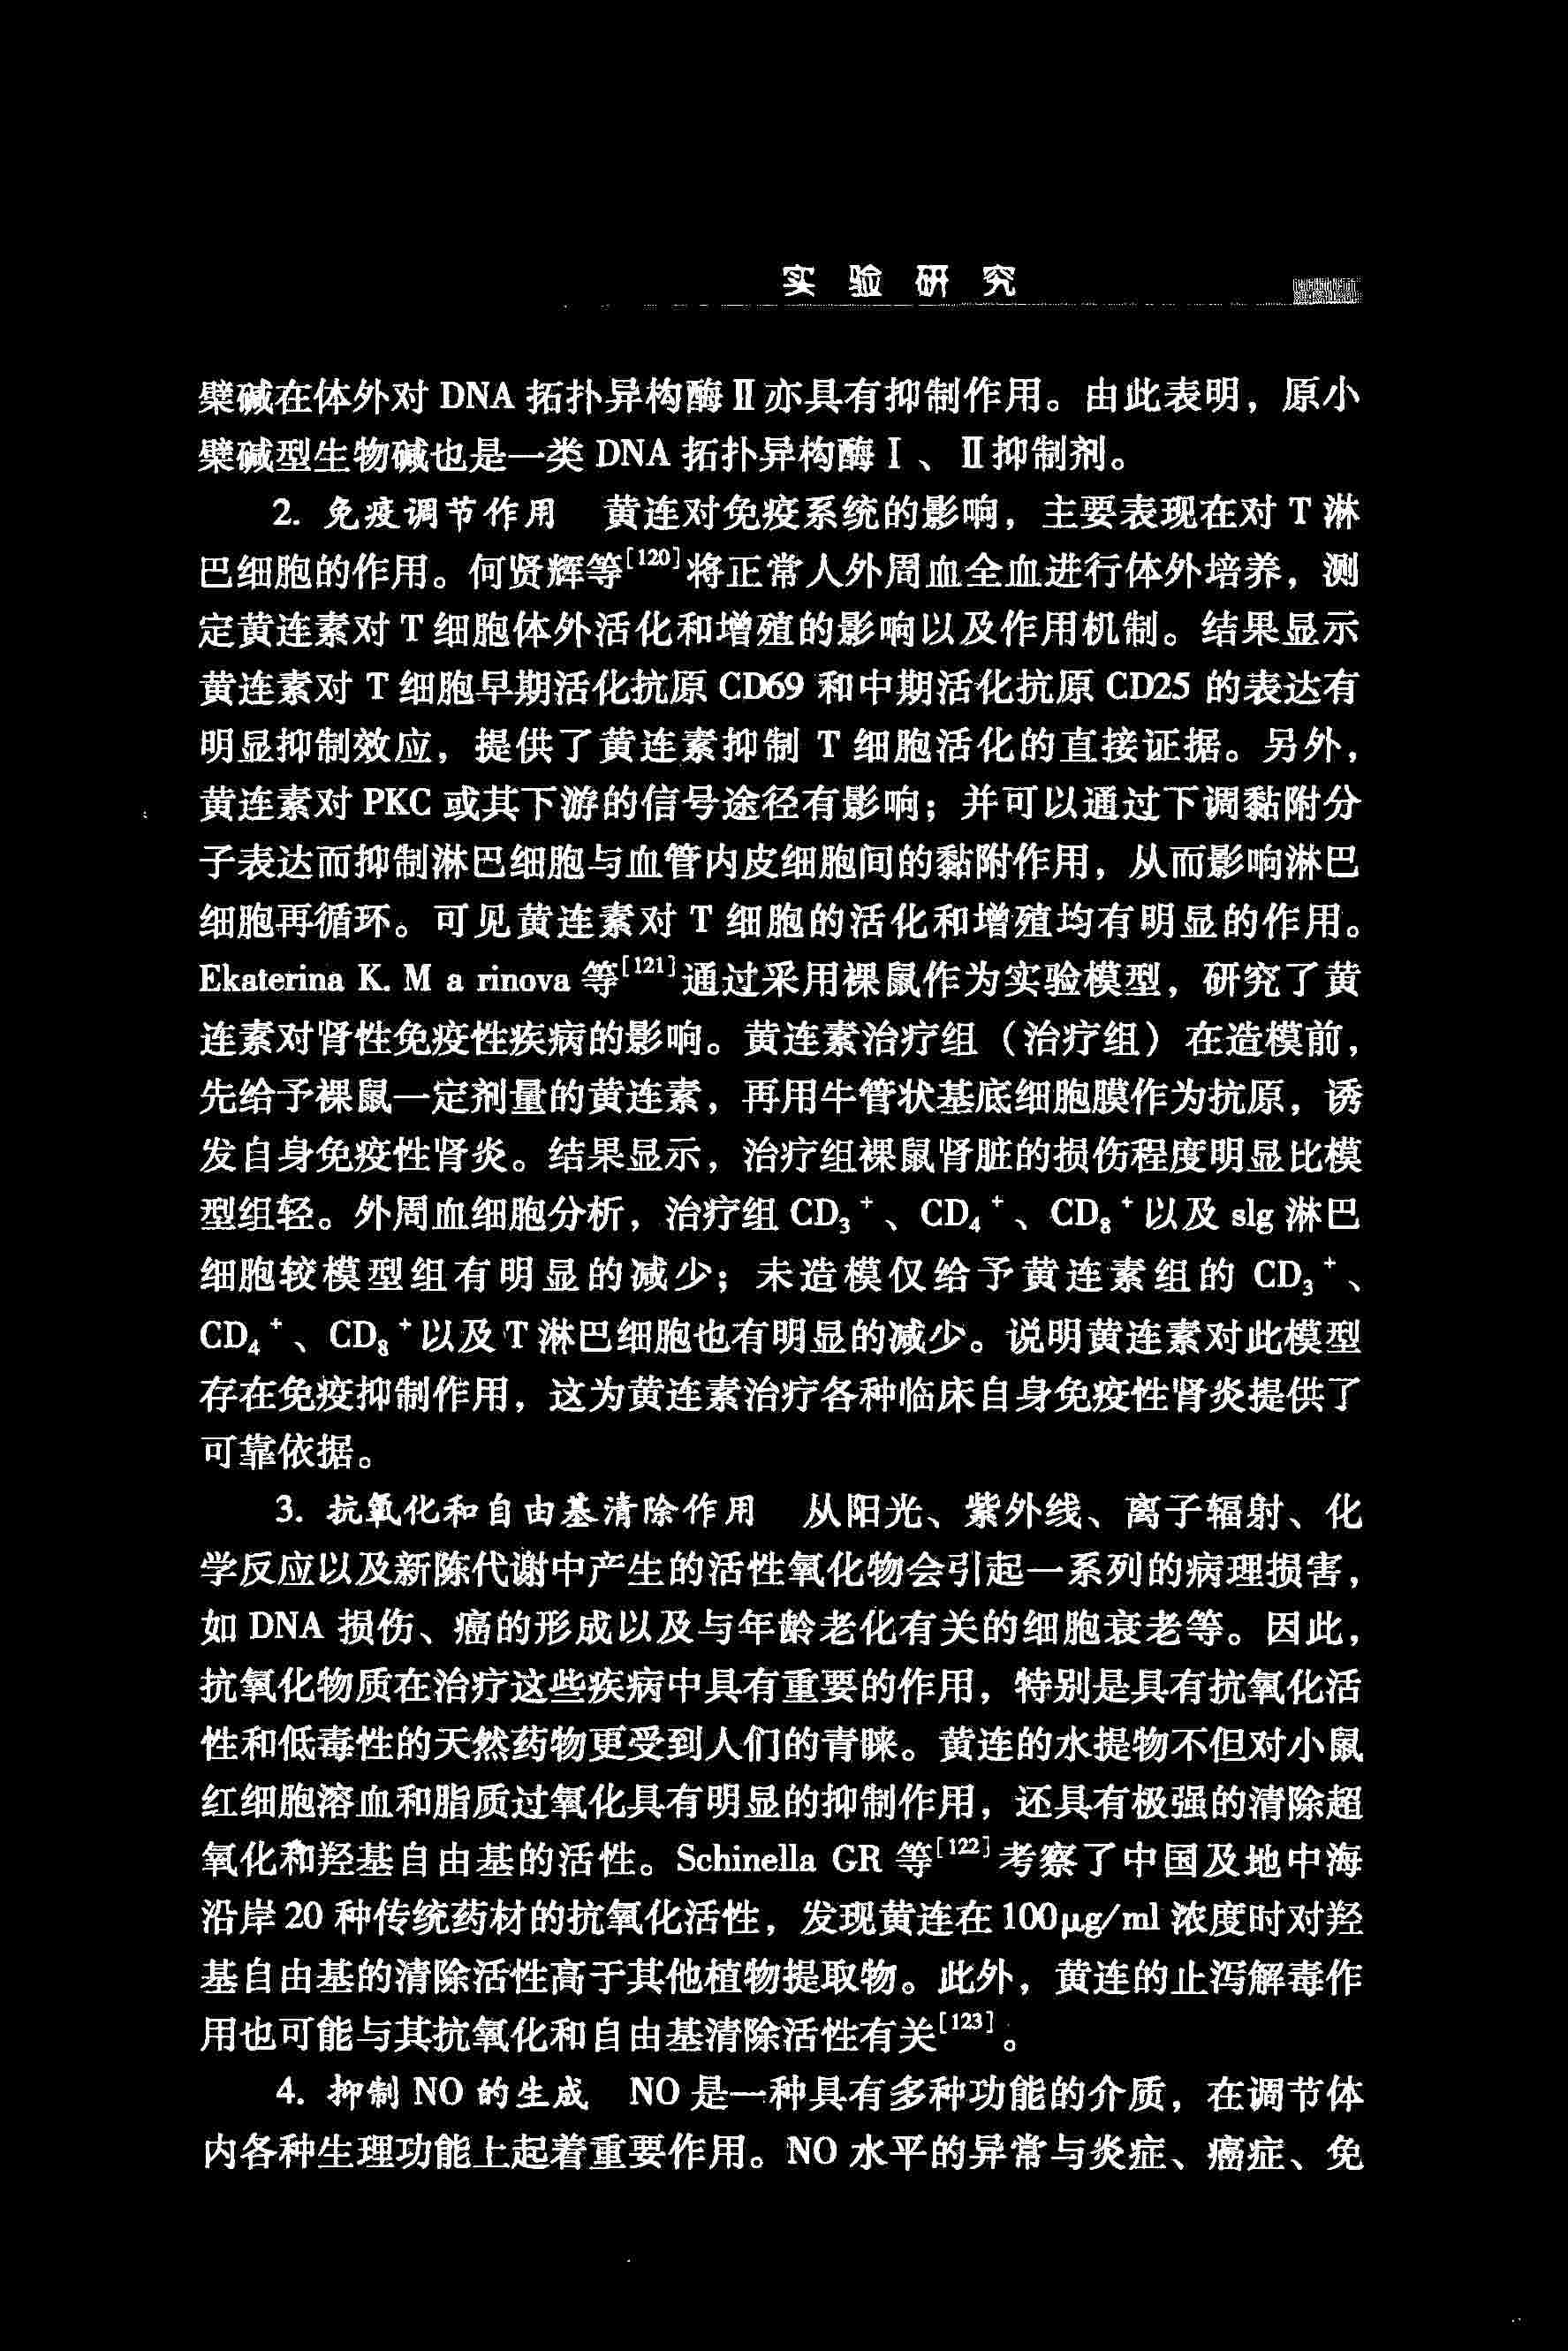 实验研究
檗碱在体外对 DNA 拓扑异构酶Ⅱ亦具有抑制作用。由此表明，原小
檗碱型生物碱也是一类 DNA 拓扑异构酶Ⅰ、Ⅱ抑制剂。
2. 免疫调节作用　黄连对免疫系统的影响，主要表现在对 T 淋
巴细胞的作用。何贤辉等[120]将正常人外周血全血进行体外培养，测
定黄连素对 T 细胞体外活化和增殖的影响以及作用机制。结果显示
黄连素对 T 细胞早期活化抗原 CD69 和中期活化抗原 CD25 的表达有
明显抑制效应，提供了黄连素抑制 T 细胞活化的直接证据。另外，
黄连素对 PKC 或其下游的信号途径有影响；并可以通过下调黏附分
子表达而抑制淋巴细胞与血管内皮细胞间的黏附作用，从而影响淋巴
细胞再循环。可见黄连素对 T 细胞的活化和增殖均有明显的作用。
Ekaterina K. M a rinova 等[121]通过采用裸鼠作为实验模型，研究了黄
连素对肾性免疫性疾病的影响。黄连素治疗组（治疗组）在造模前，
先给予裸鼠一定剂量的黄连素，再用牛管状基底细胞膜作为抗原，诱
发自身免疫性肾炎。结果显示，治疗组裸鼠肾脏的损伤程度明显比模
型组轻。外周血细胞分析，治疗组 CD₃⁺、CD₄⁺、CD₈⁺以及 slg 淋巴
细胞较模型组有明显的减少；未造模仅给予黄连素组的 CD₃⁺、
CD₄⁺、CD₈⁺以及 T 淋巴细胞也有明显的减少。说明黄连素对此模型
存在免疫抑制作用，这为黄连素治疗各种临床自身免疫性肾炎提供了
可靠依据。
3. 抗氧化和自由基清除作用　从阳光、紫外线、离子辐射、化
学反应以及新陈代谢中产生的活性氧化物会引起一系列的病理损害，
如 DNA 损伤、癌的形成以及与年龄老化有关的细胞衰老等。因此，
抗氧化物质在治疗这些疾病中具有重要的作用，特别是具有抗氧化活
性和低毒性的天然药物更受到人们的青睐。黄连的水提物不但对小鼠
红细胞溶血和脂质过氧化具有明显的抑制作用，还具有极强的清除超
氧化和羟基自由基的活性。Schinella GR 等[122]考察了中国及地中海
沿岸 20 种传统药材的抗氧化活性，发现黄连在 100μg/ml 浓度时对羟
基自由基的清除活性高于其他植物提取物。此外，黄连的止泻解毒作
用也可能与其抗氧化和自由基清除活性有关[123]。
4. 抑制 NO 的生成　NO 是一种具有多种功能的介质，在调节体
内各种生理功能上起着重要作用。NO 水平的异常与炎症、癌症、免